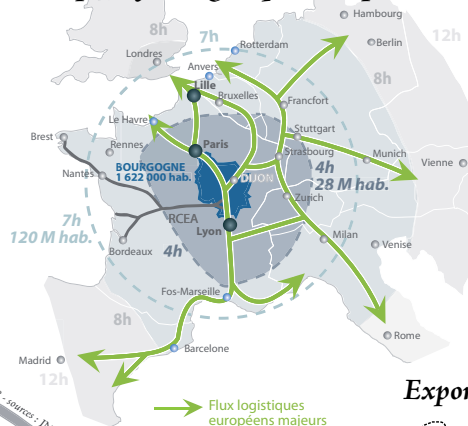 Hambourg
8h
7h
12h
Berlin
Rotterdam
Londres
Anvers
8h
Lille
Bruxelles
Francfort
Le Havre
Stuttgart
Brest
Rennes
Paris
Strasbourg
Munich
Vienne
BOURGOGNE
1 622 000 hab.
4h
28 M hab.
DIJON
Nantes
Zurich
7h
120 M hab.
RCEA
Lyon
Milan
Venise
Bordeaux
4h
Fos-Marseille
8h
Rome
Barcelone
Madrid
12h
Flux logistiques
européens majeurs
- sources :